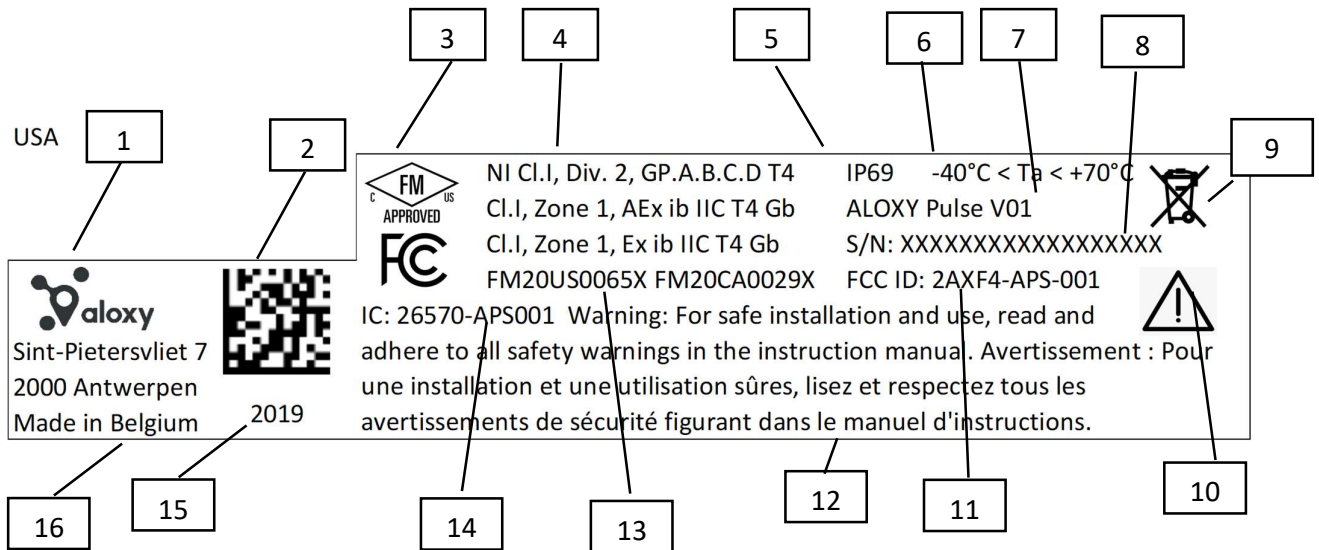 3
4
5
6
7
8
USA
1
2
9
FM
C US
APPROVED
FC
NI Cl.I, Div. 2, GP.A.B.C.D T4
IP69 -40°C < Ta < +70°C
Cl.I, Zone 1, AEx ib IIC T4 Gb
ALOXY Pulse V01
Cl.I, Zone 1, Ex ib IIC T4 Gb
S/N: XXXXXXXXXXXXXXXXXX
FM20US0065X FM20CA0029X
FCC ID: 2AXF4-APS-001
aloxy
Sint-Pietersvliet 7
2000 Antwerpen
Made in Belgium
2019
IC: 26570-APS001 Warning: For safe installation and use, read and
adhere to all safety warnings in the instruction manual. Avertissement : Pour
une installation et une utilisation sûres, lisez et respectez tous les
avertissements de sécurité figurant dans le manuel d'instructions.
16
15
14
13
12
11
10